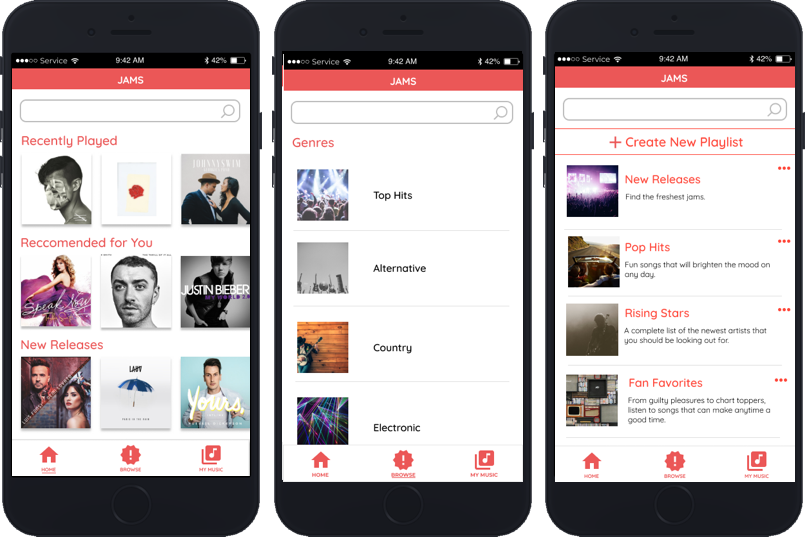 ●●●○○ Service 9:42 AM 42%
JAMS
Recently Played
JOHNNYSWIM
Reccomended for You
Speak Now
JUSTIN BIEBER
MY WORLD 2.
New Releases
LANY
Yours,
HOME BROWSE MY MUSIC
●●●○○ Service 9:42 AM 42%
JAMS
Genres
Top Hits
Alternative
Country
Electronic
HOME BROWSE MY MUSIC
●●●○○ Service 9:42 AM 42%
JAMS
+ Create New Playlist
New Releases
Find the freshest jams.
Pop Hits
Fun songs that will brighten the mood on
any day.
Rising Stars
A complete list of the newest artists that
you should be looking out for.
Fan Favorites
From guilty pleasures to chart toppers,
listen to songs that can make anytime a
good time.
HOME BROWSE MY MUSIC